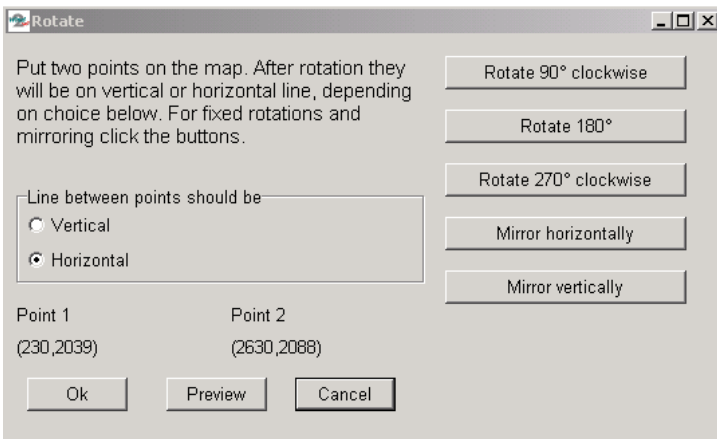 Rotate
Put two points on the map. After rotation they
will be on vertical or horizontal line, depending
on choice below. For fixed rotations and
mirroring click the buttons.
Line between points should be
Vertical
Horizontal
Point 1 Point 2
(230,2039) (2630,2088)
Ok Preview Cancel
Rotate 90° clockwise
Rotate 180°
Rotate 270° clockwise
Mirror horizontally
Mirror vertically